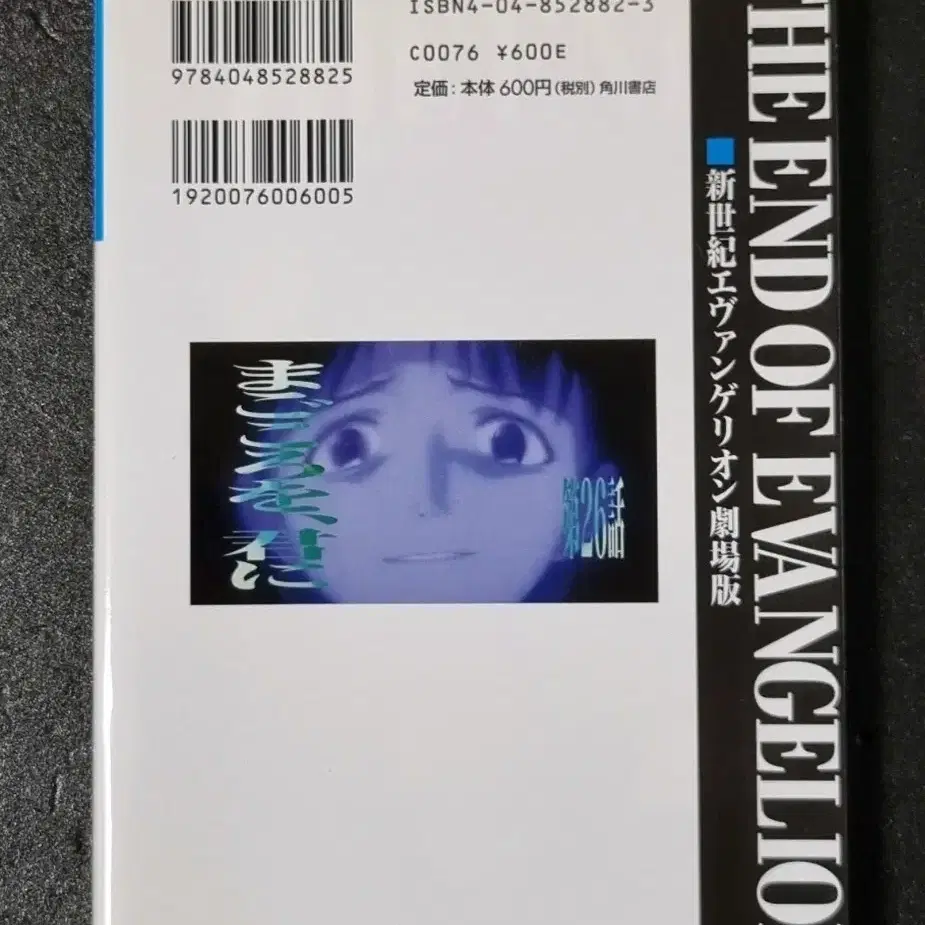 ISBN4-04-852882-3
C0076 ¥600E
定価:本体600円(税別)角川書店
9784048528825
1920076006005
まごころを、君に
第26話
THE END OF EVANGELIO
■新世紀エヴァンゲリオン劇場版